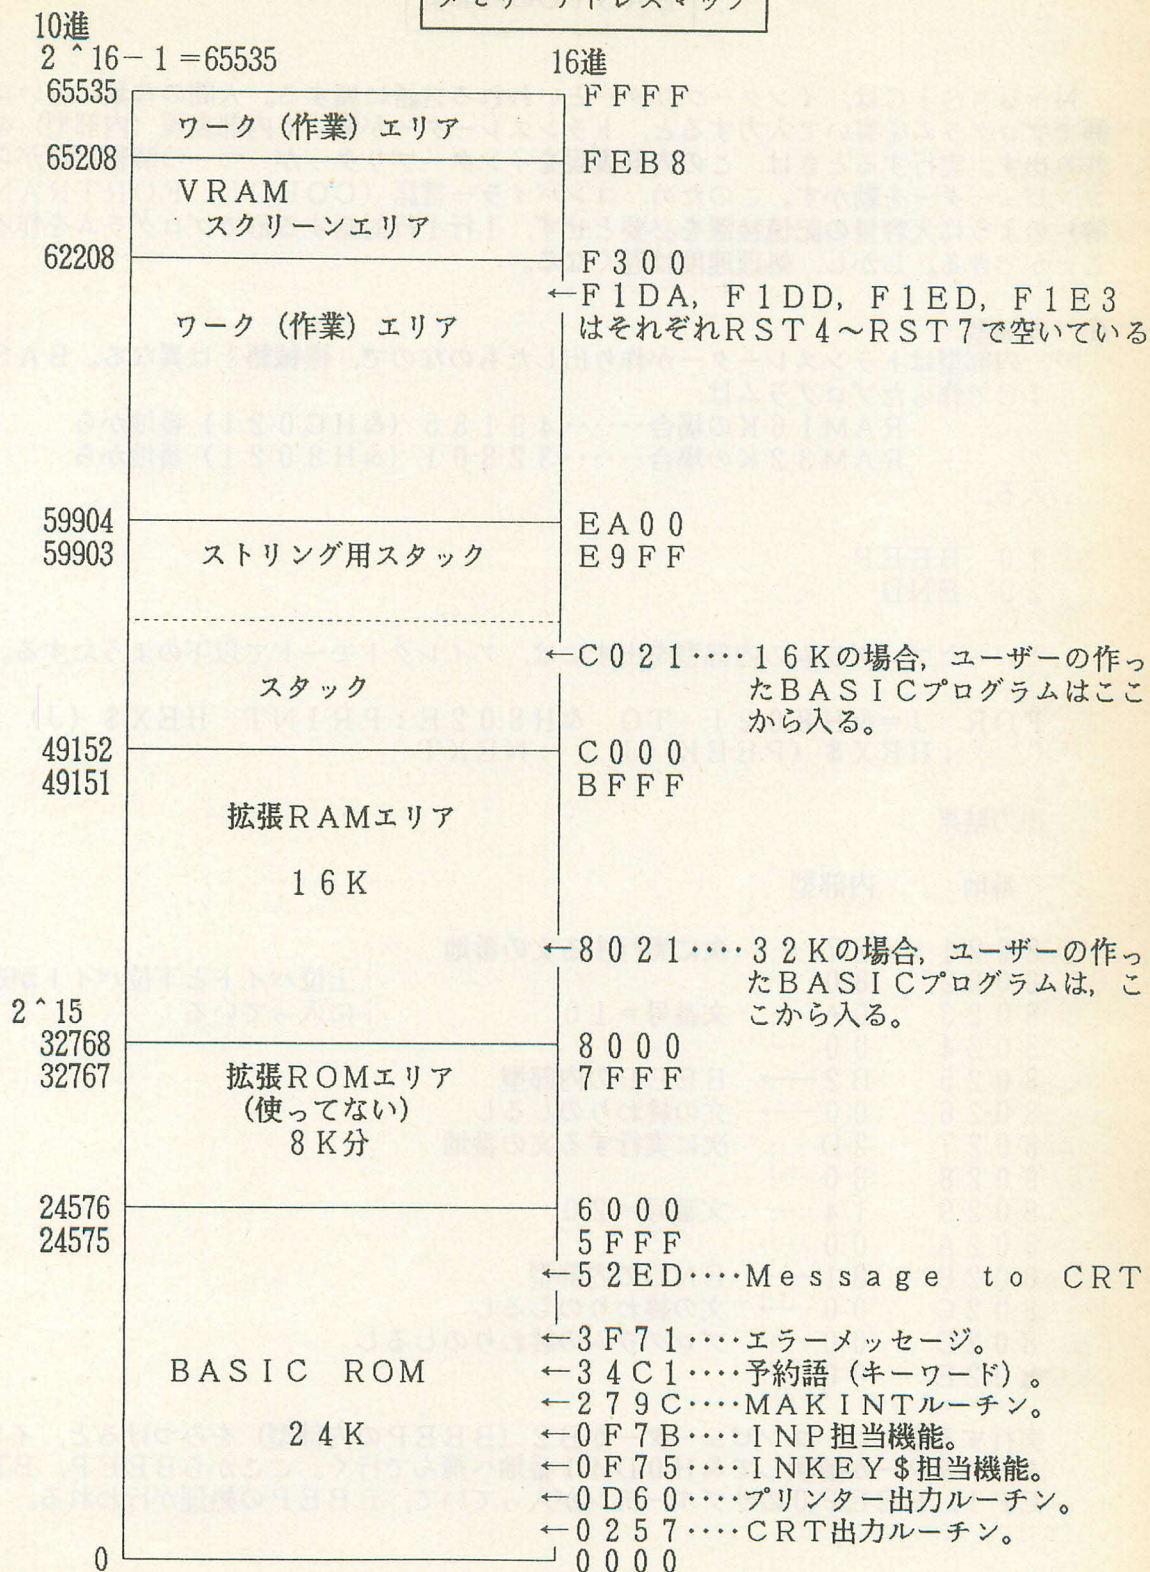 メモリーアドレスマップ
10進
2^16-1=65535
16進
65535 FFFF
ワーク(作業)エリア
65208 FEB8
VRAM
スクリーンエリア
62208 F300
←F1DA, F1DD, F1ED, F1E3
はそれぞれRST4～RST7で空いている
ワーク(作業)エリア
59904 EA00
59903 ストリング用スタック E9FF
←C021‥‥16Kの場合, ユーザーの作っ
たBASICプログラムはここ
から入る。
スタック
49152 C000
49151 BFFF
拡張RAMエリア
16K
←8021‥‥32Kの場合, ユーザーの作っ
たBASICプログラムは, こ
こから入る。
2^15
32768 8000
32767 拡張ROMエリア 7FFF
(使ってない)
8K分
24576 6000
24575 5FFF
←52ED‥‥Message to CRT
←3F71‥‥エラーメッセージ。
BASIC ROM ←34C1‥‥予約語(キーワード)。
←279C‥‥MAKINTルーチン。
24K ←0F7B‥‥INP担当機能。
←0F75‥‥INKEY$担当機能。
←0D60‥‥プリンター出力ルーチン。
←0257‥‥CRT出力ルーチン。
0 0000